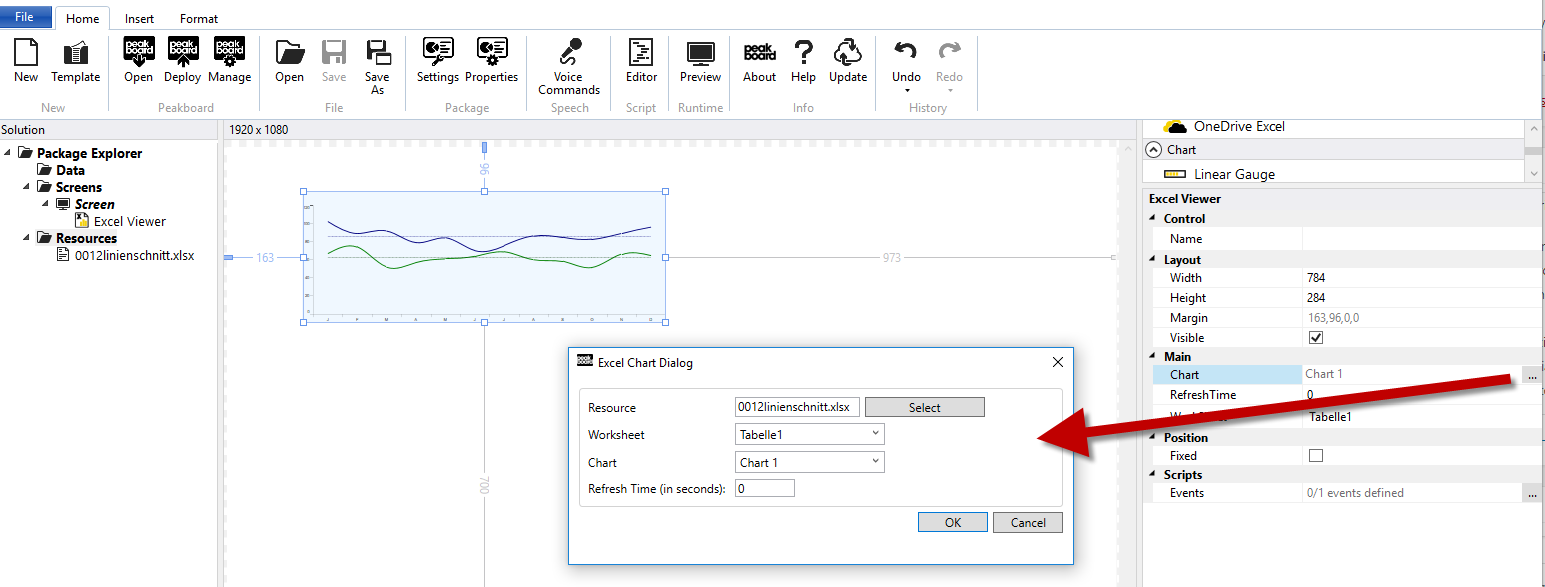 File Home Insert Format
New Template Open Deploy Manage Open Save Save As Settings Properties Voice Commands Editor Preview About Help Update Undo Redo
New Peakboard File Package Speech Script Runtime Info History
Solution
Package Explorer
Data
Screens
Screen
Excel Viewer
Resources
0012linienschnitt.xlsx
1920 x 1080
96
163
973
700
J F M A M J J A S O N D
Excel Chart Dialog
Resource 0012linienschnitt.xlsx Select
Worksheet Tabelle1
Chart Chart 1
Refresh Time (in seconds): 0
OK Cancel
OneDrive Excel
Chart
Linear Gauge
Excel Viewer
Control
Name
Layout
Width 784
Height 284
Margin 163,96,0,0
Visible
Main
Chart Chart 1 ...
RefreshTime 0
Tabelle1
Position
Fixed
Scripts
Events 0/1 events defined ...